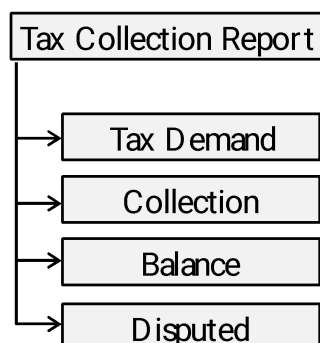 Tax Collection Report
Tax Demand
Collection
Balance
Disputed